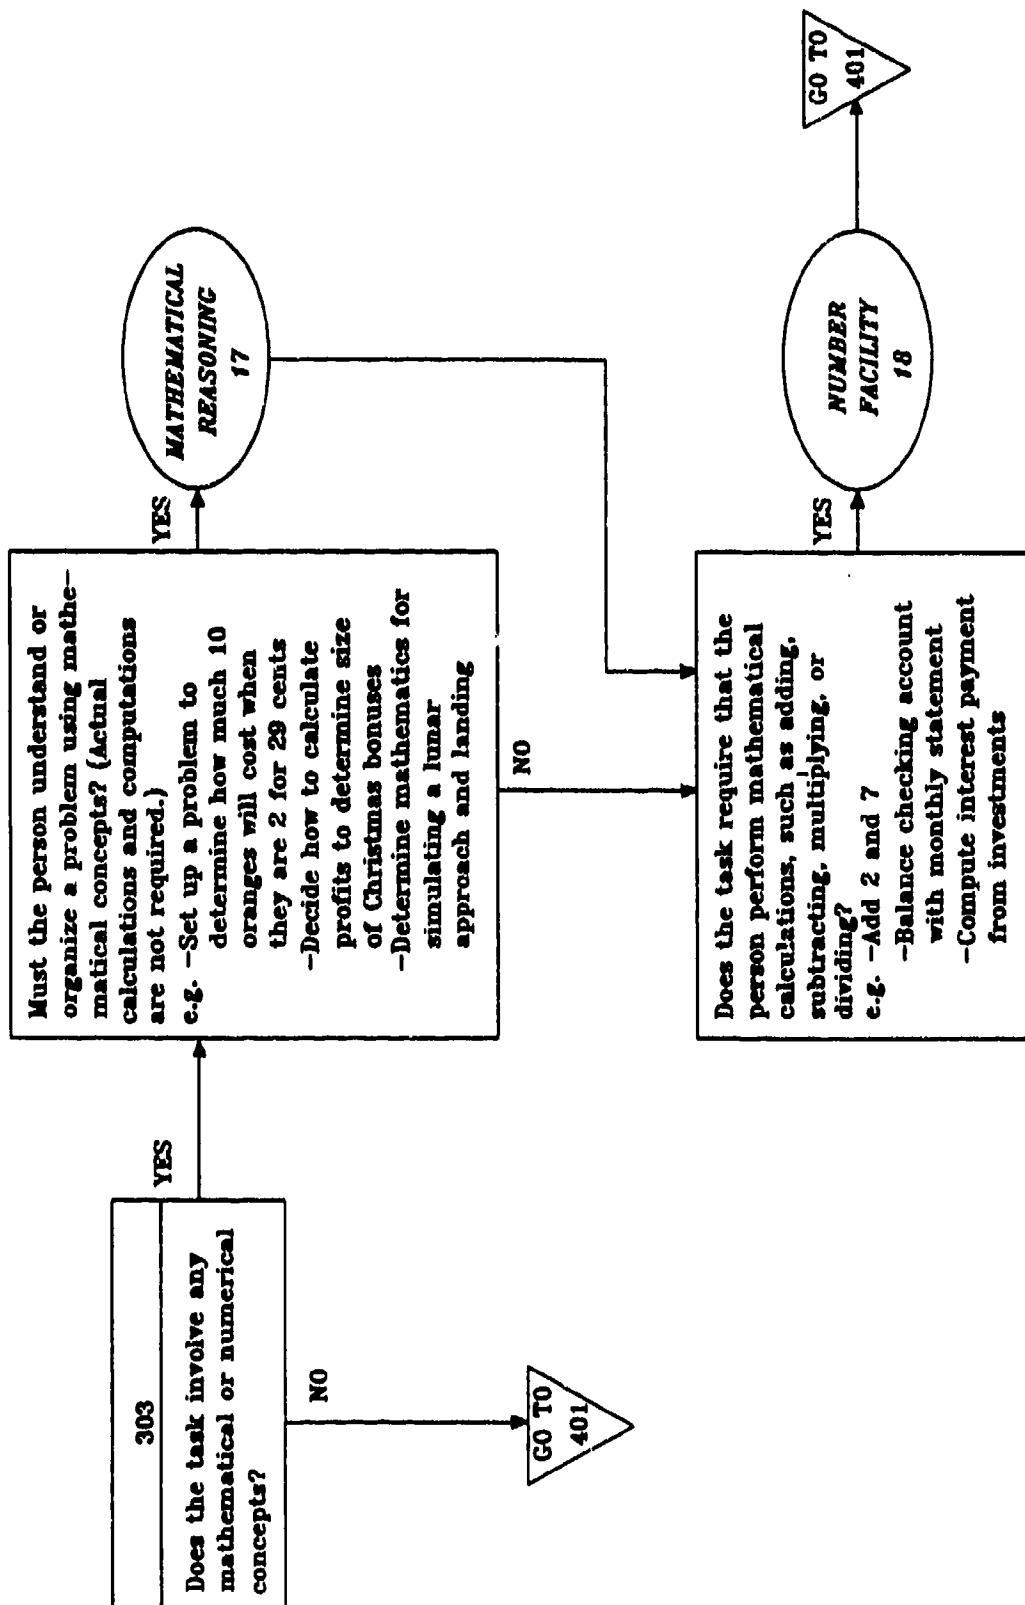 303
Does the task involve any
mathematical or numerical
concepts?
YES
NO
GO TO
401
Must the person understand or
organize a problem using mathe-
matical concepts? (Actual
calculations and computations
are not required.)
e.g. -Set up a problem to
determine how much 10
oranges will cost when
they are 2 for 29 cents
-Decide how to calculate
profits to determine size
of Christmas bonuses
-Determine mathematics for
simulating a lunar
approach and landing
YES
NO
MATHEMATICAL
REASONING
17
Does the task require that the
person perform mathematical
calculations, such as adding,
subtracting, multiplying, or
dividing?
e.g. -Add 2 and 7
-Balance checking account
with monthly statement
-Compute interest payment
from investments
YES
NUMBER
FACILITY
18
GO TO
401